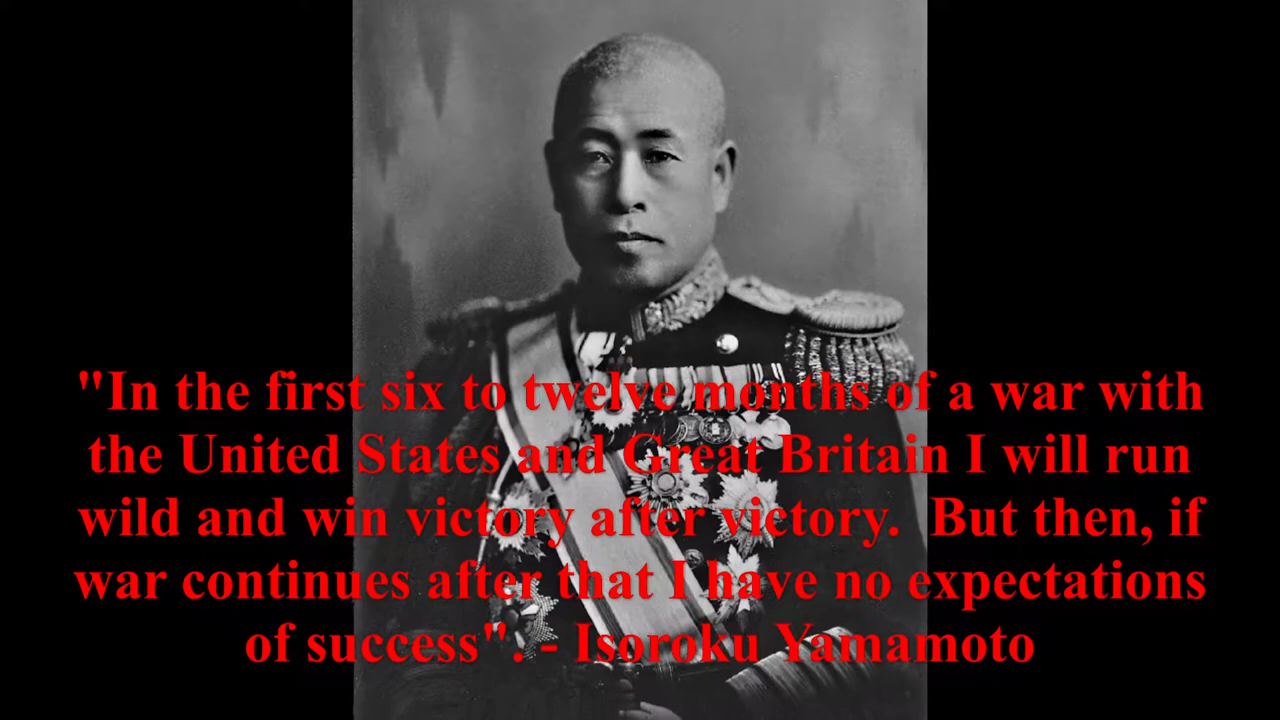 "In the first six to twelve months of a war with
the United States and Great Britain I will run
wild and win victory after victory.  But then, if
war continues after that I have no expectations
of success". - Isoroku Yamamoto